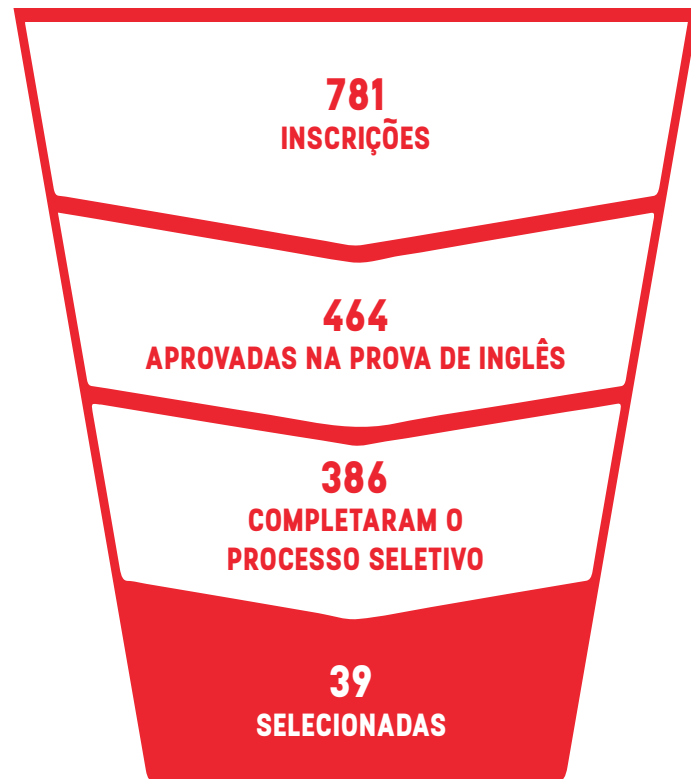 781
INSCRIÇÕES
464
APROVADAS NA PROVA DE INGLÊS
386
COMPLETARAM O
PROCESSO SELETIVO
39
SELECIONADAS